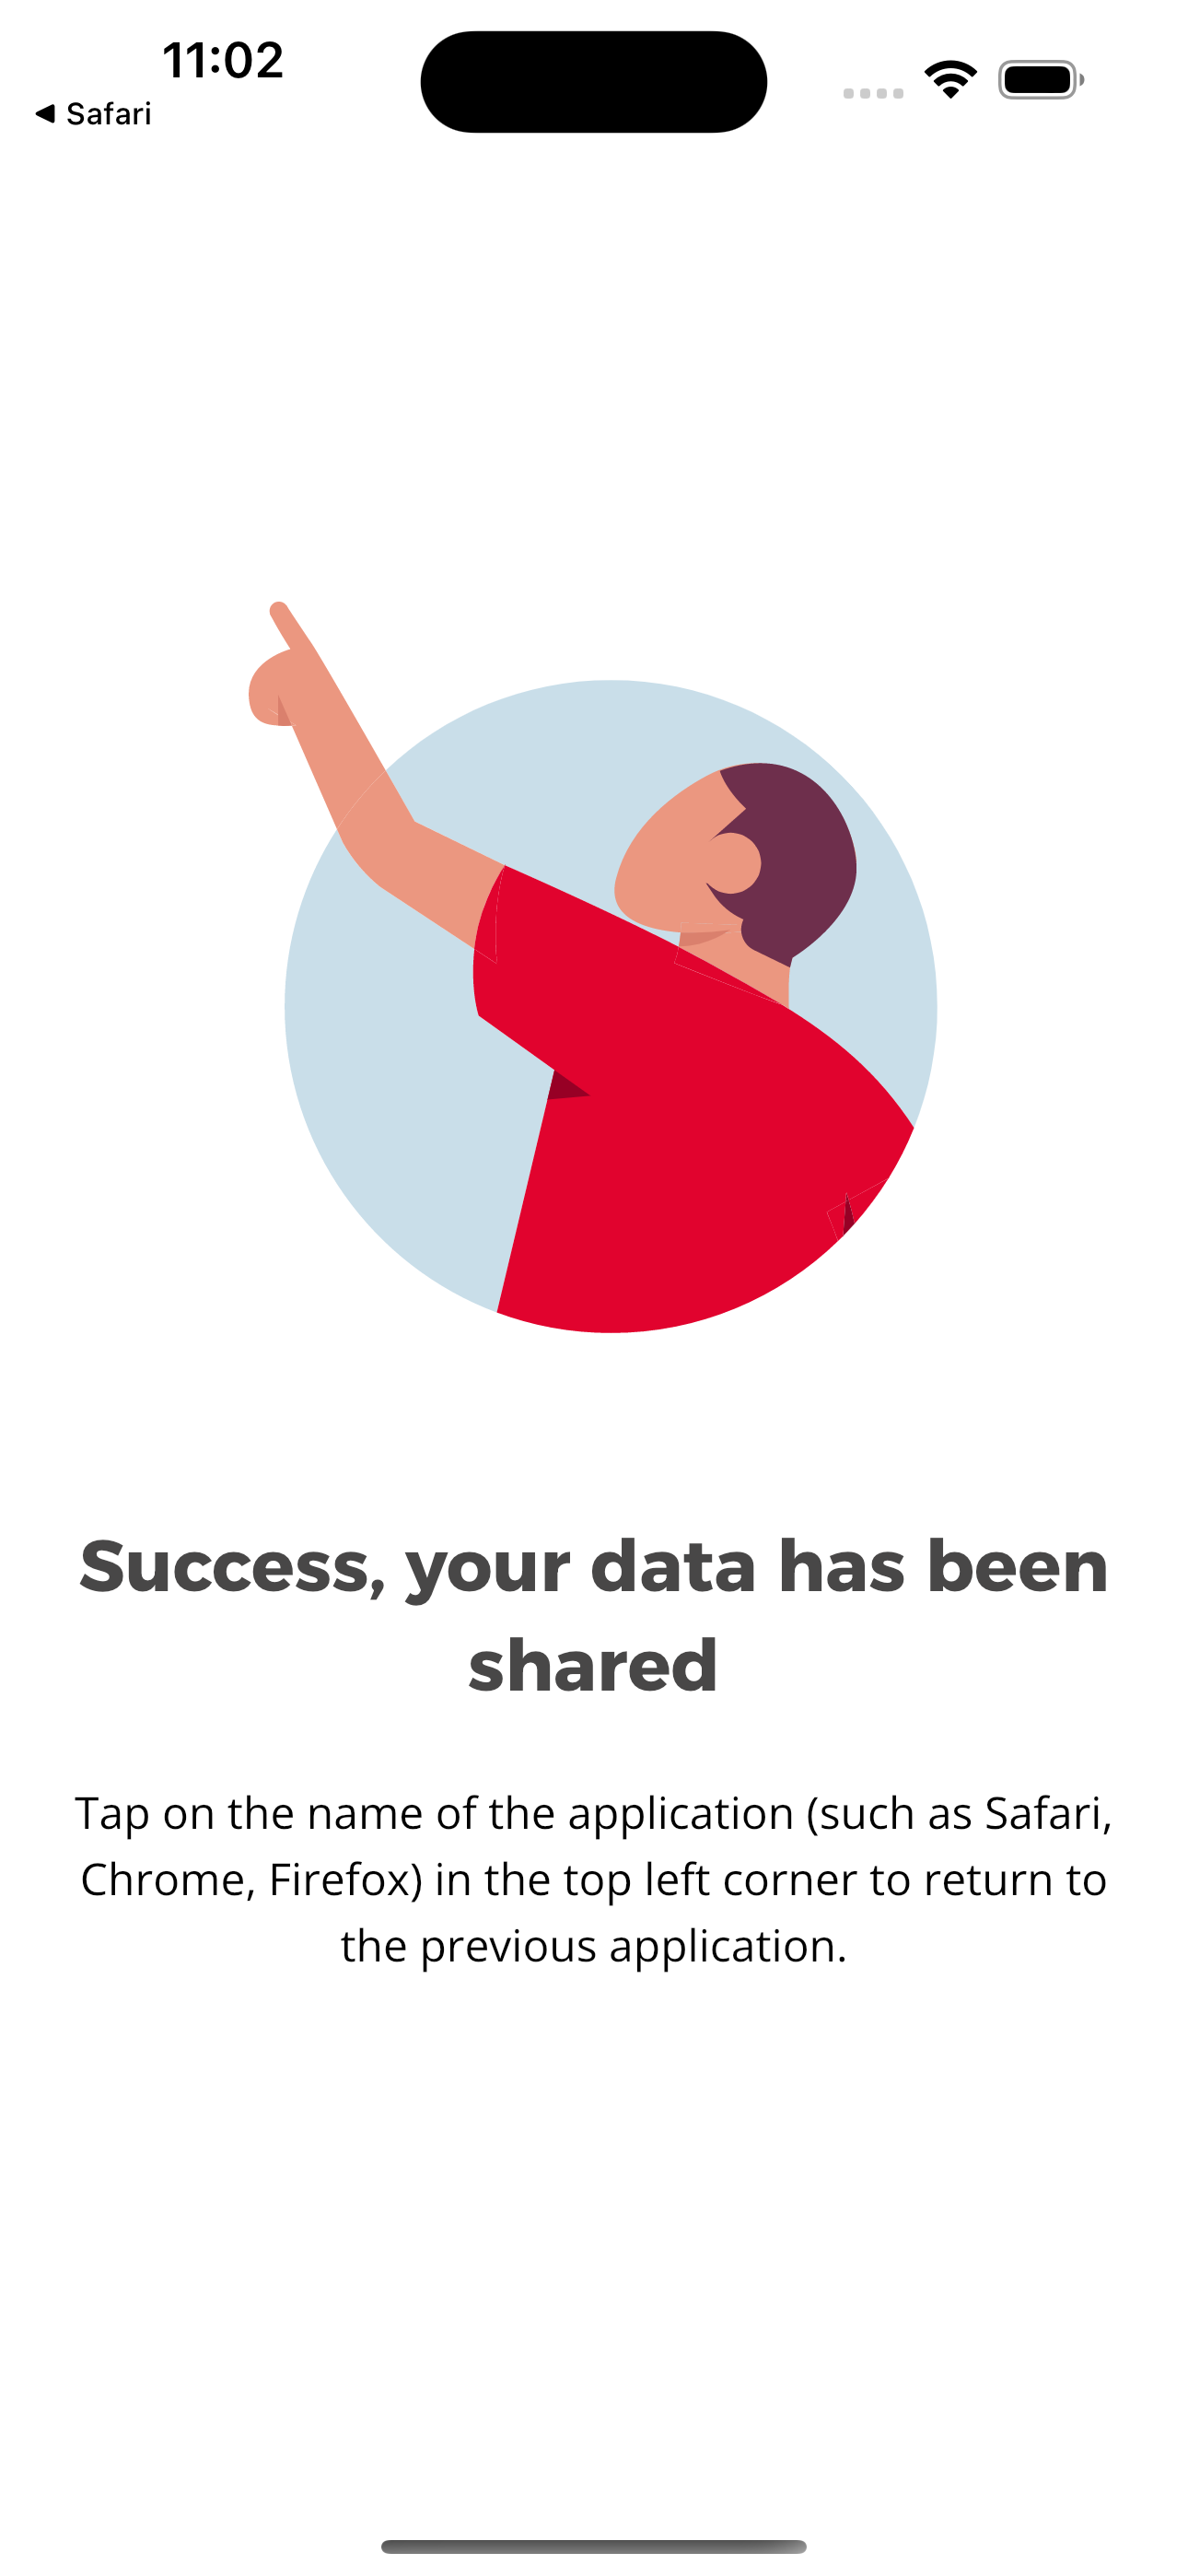 11:02
Safari
Success, your data has been
shared
Tap on the name of the application (such as Safari,
Chrome, Firefox) in the top left corner to return to
the previous application.